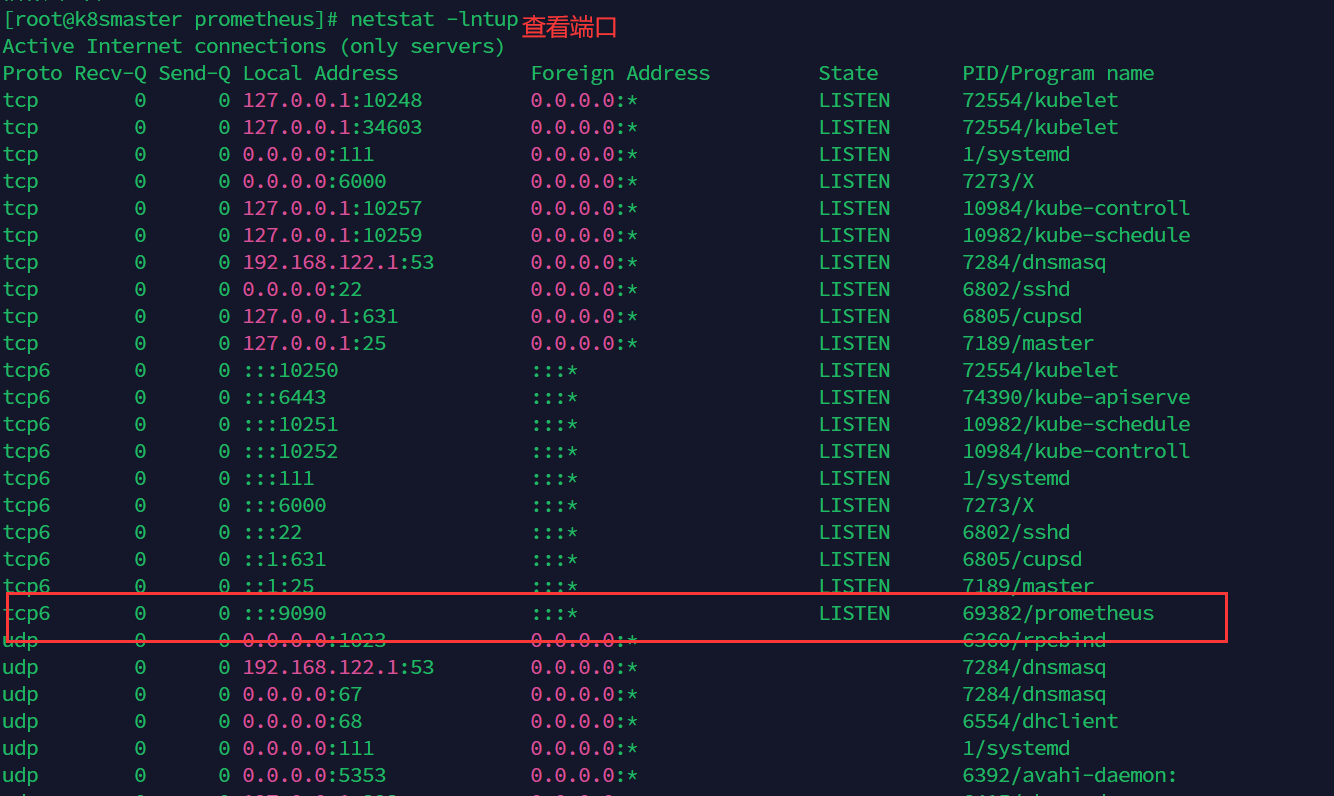 [root@k8smaster prometheus]# netstat -lntup 查看端口
Active Internet connections (only servers)
Proto Recv-Q Send-Q Local Address Foreign Address State PID/Program name
tcp 0 0 127.0.0.1:10248 0.0.0.0:* LISTEN 72554/kubelet
tcp 0 0 127.0.0.1:34603 0.0.0.0:* LISTEN 72554/kubelet
tcp 0 0 0.0.0.0:111 0.0.0.0:* LISTEN 1/systemd
tcp 0 0 0.0.0.0:6000 0.0.0.0:* LISTEN 7273/X
tcp 0 0 127.0.0.1:10257 0.0.0.0:* LISTEN 10984/kube-controll
tcp 0 0 127.0.0.1:10259 0.0.0.0:* LISTEN 10982/kube-schedule
tcp 0 0 192.168.122.1:53 0.0.0.0:* LISTEN 7284/dnsmasq
tcp 0 0 0.0.0.0:22 0.0.0.0:* LISTEN 6802/sshd
tcp 0 0 127.0.0.1:631 0.0.0.0:* LISTEN 6805/cupsd
tcp 0 0 127.0.0.1:25 0.0.0.0:* LISTEN 7189/master
tcp6 0 0 :::10250 :::* LISTEN 72554/kubelet
tcp6 0 0 :::6443 :::* LISTEN 74390/kube-apiserve
tcp6 0 0 :::10251 :::* LISTEN 10982/kube-schedule
tcp6 0 0 :::10252 :::* LISTEN 10984/kube-controll
tcp6 0 0 :::111 :::* LISTEN 1/systemd
tcp6 0 0 :::6000 :::* LISTEN 7273/X
tcp6 0 0 :::22 :::* LISTEN 6802/sshd
tcp6 0 0 ::1:631 :::* LISTEN 6805/cupsd
tcp6 0 0 ::1:25 :::* LISTEN 7189/master
tcp6 0 0 :::9090 :::* LISTEN 69382/prometheus
udp 0 0 0.0.0.0:1023 0.0.0.0:* 6360/rpcbind
udp 0 0 192.168.122.1:53 0.0.0.0:* 7284/dnsmasq
udp 0 0 0.0.0.0:67 0.0.0.0:* 7284/dnsmasq
udp 0 0 0.0.0.0:68 0.0.0.0:* 6554/dhclient
udp 0 0 0.0.0.0:111 0.0.0.0:* 1/systemd
udp 0 0 0.0.0.0:5353 0.0.0.0:* 6392/avahi-daemon: